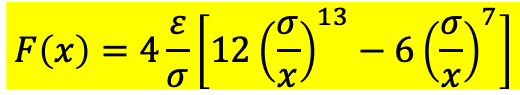 F(x) = 4 ε/σ [12 (σ/x)^13 − 6 (σ/x)^7]